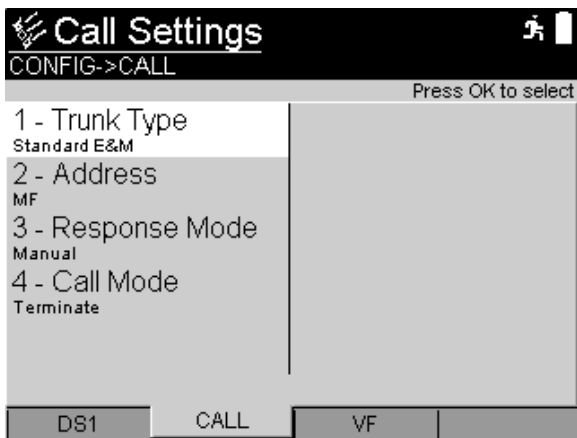 Call Settings
CONFIG->CALL
Press OK to select
1 - Trunk Type
Standard E&M
2 - Address
MF
3 - Response Mode
Manual
4 - Call Mode
Terminate
DS1 CALL VF